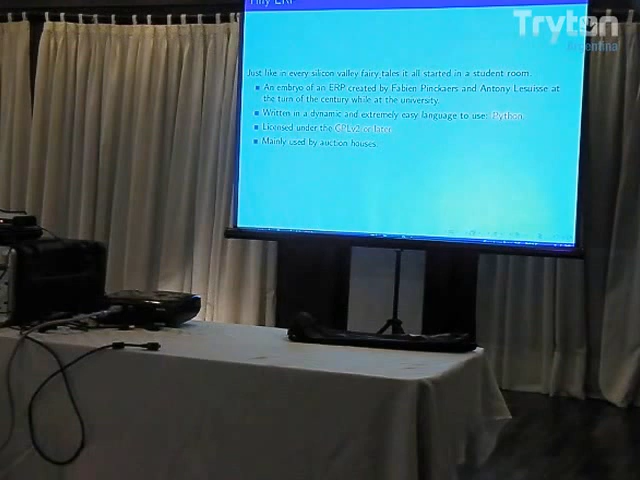 Tiny ERP
Tryton
Argentina
Just like in every silicon valley fairy tales it all started in a student room.
An embryo of an ERP created by Fabien Pinckaers and Antony Lesuisse at
the turn of the century while at the university.
Written in a dynamic and extremely easy language to use: Python.
Licensed under the GPLv2 or later
Mainly used by auction houses